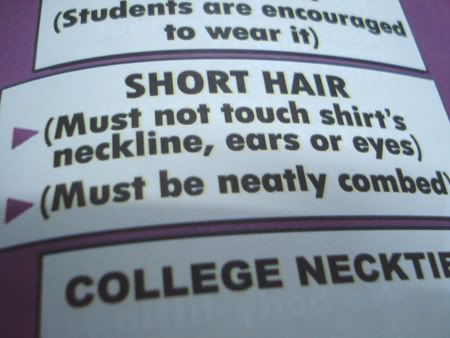 (Students are encouraged
to wear it)
SHORT HAIR
(Must not touch shirt's
neckline, ears or eyes)
(Must be neatly combed)
COLLEGE NECKTIE